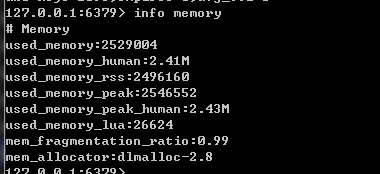 127.0.0.1:6379> info memory
# Memory
used_memory:2529004
used_memory_human:2.41M
used_memory_rss:2496160
used_memory_peak:2546552
used_memory_peak_human:2.43M
used_memory_lua:26624
mem_fragmentation_ratio:0.99
mem_allocator:dlmalloc-2.8
127.0.0.1:6379>